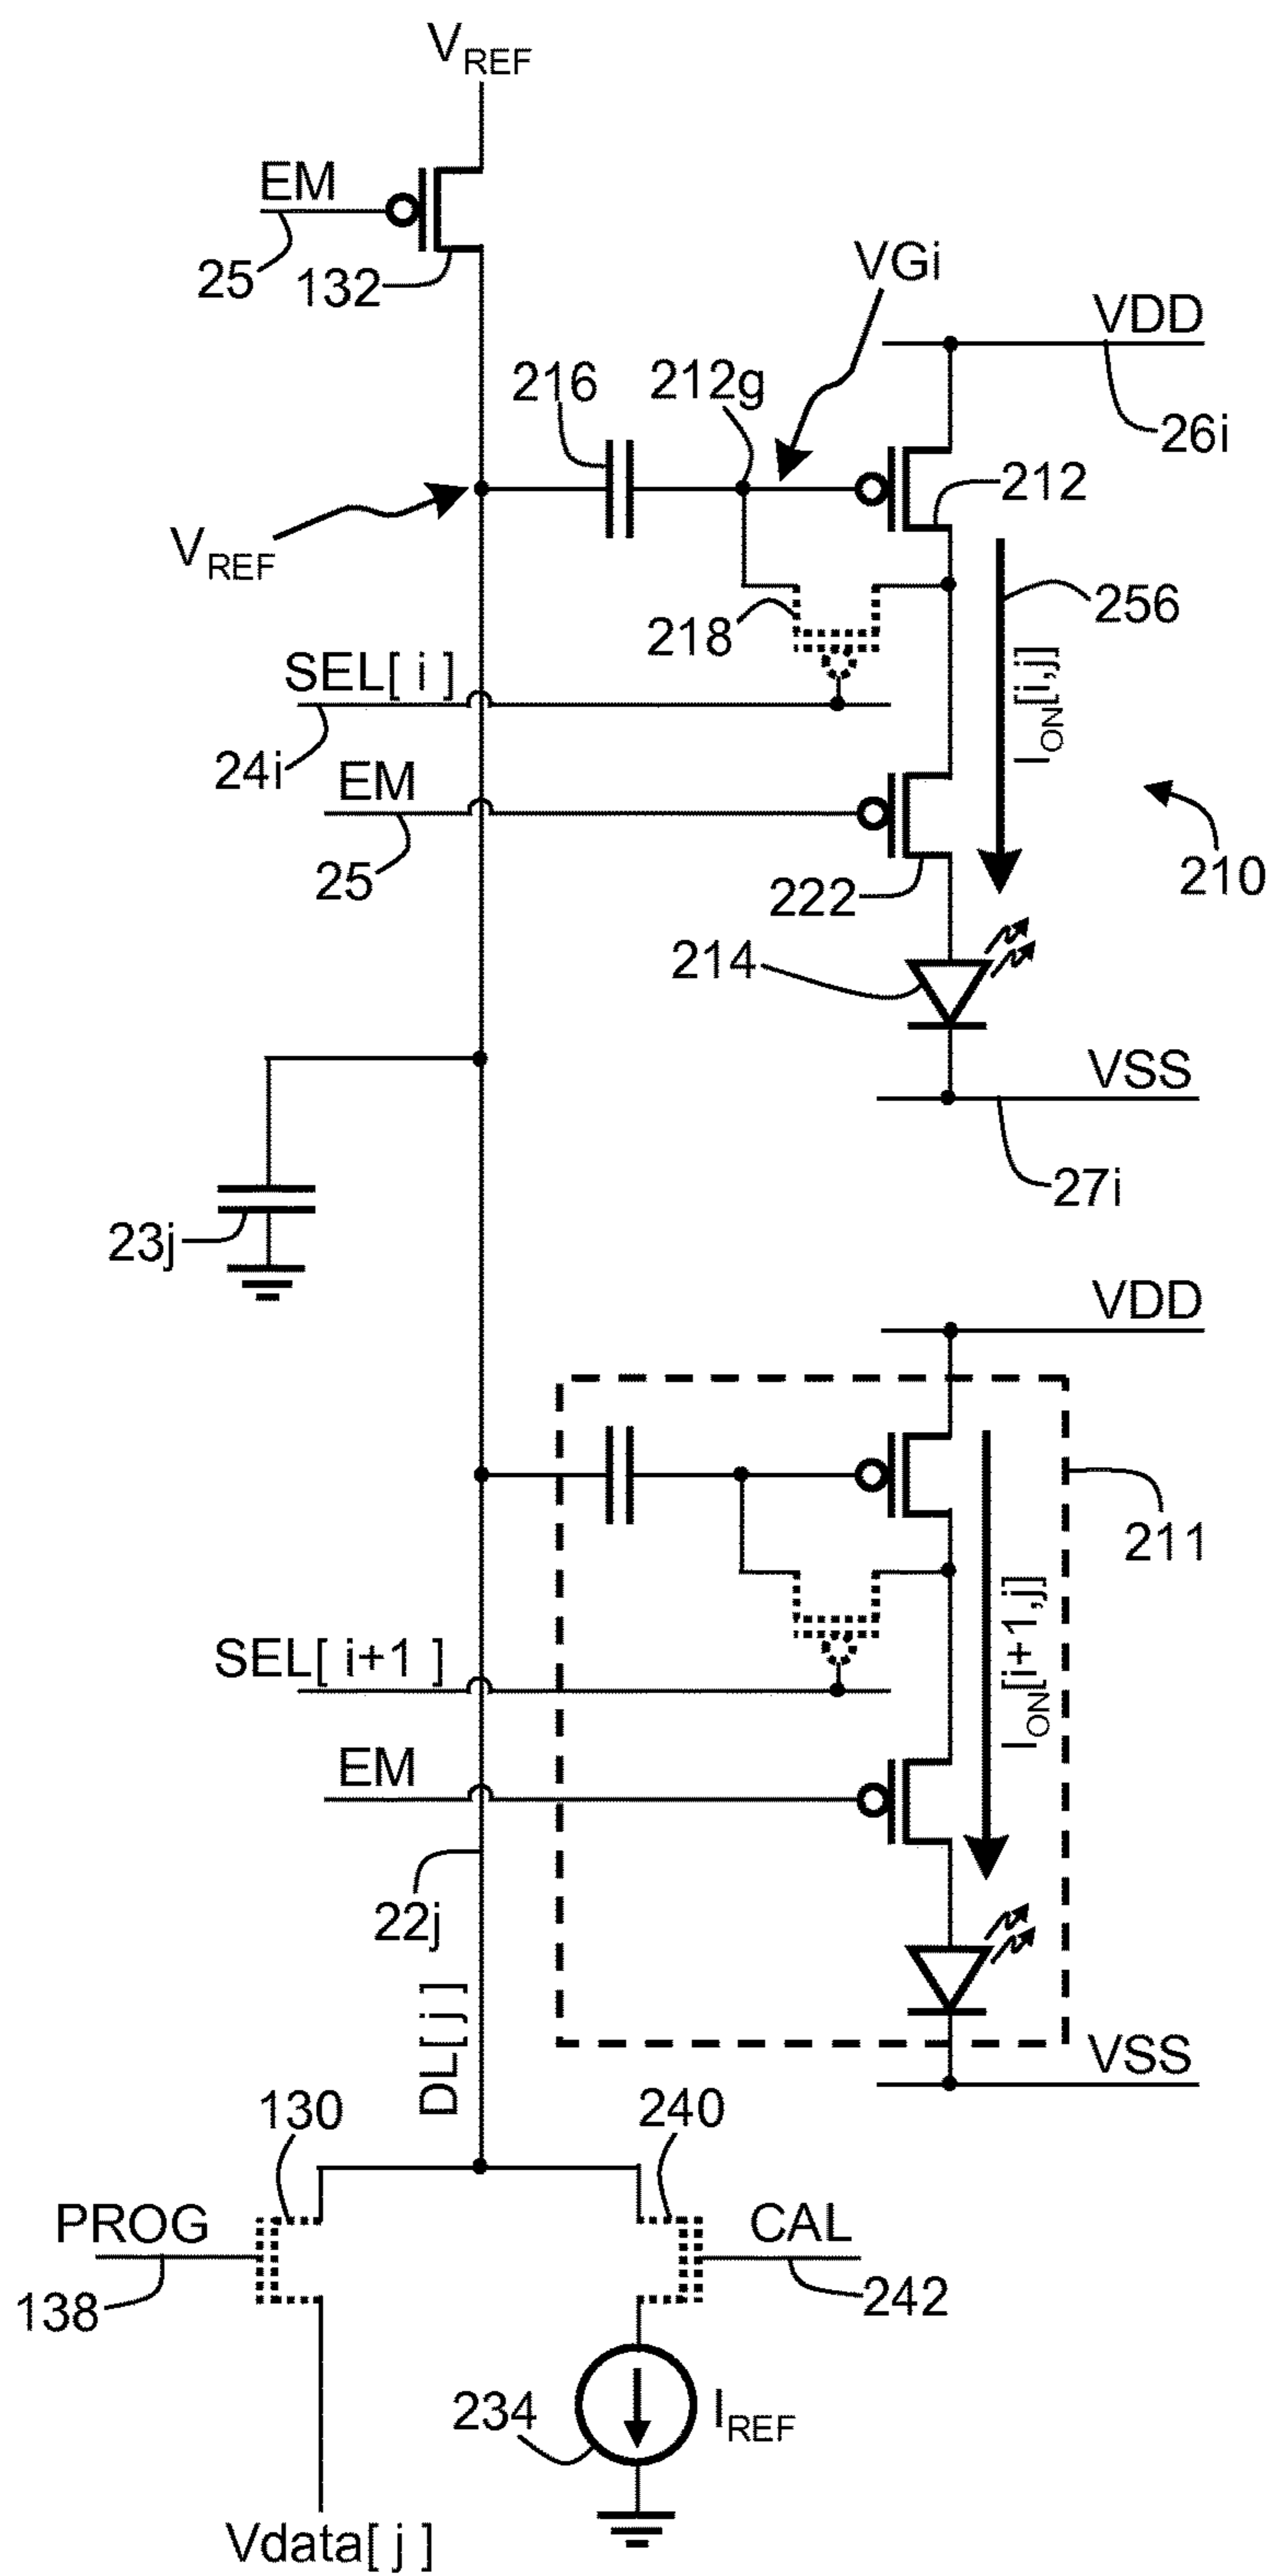 VREF
EM
25
132
VGi
VDD
26i
216
212g
212
VREF
218
256
SEL[ i ]
ION[i,j]
24i
EM
25
222
210
214
VSS
27i
23j
VDD
211
SEL[ i+1 ]
ION[i+1,j]
EM
22j
DL[ j ]
VSS
130
240
PROG
CAL
138
242
234
IREF
Vdata[ j ]